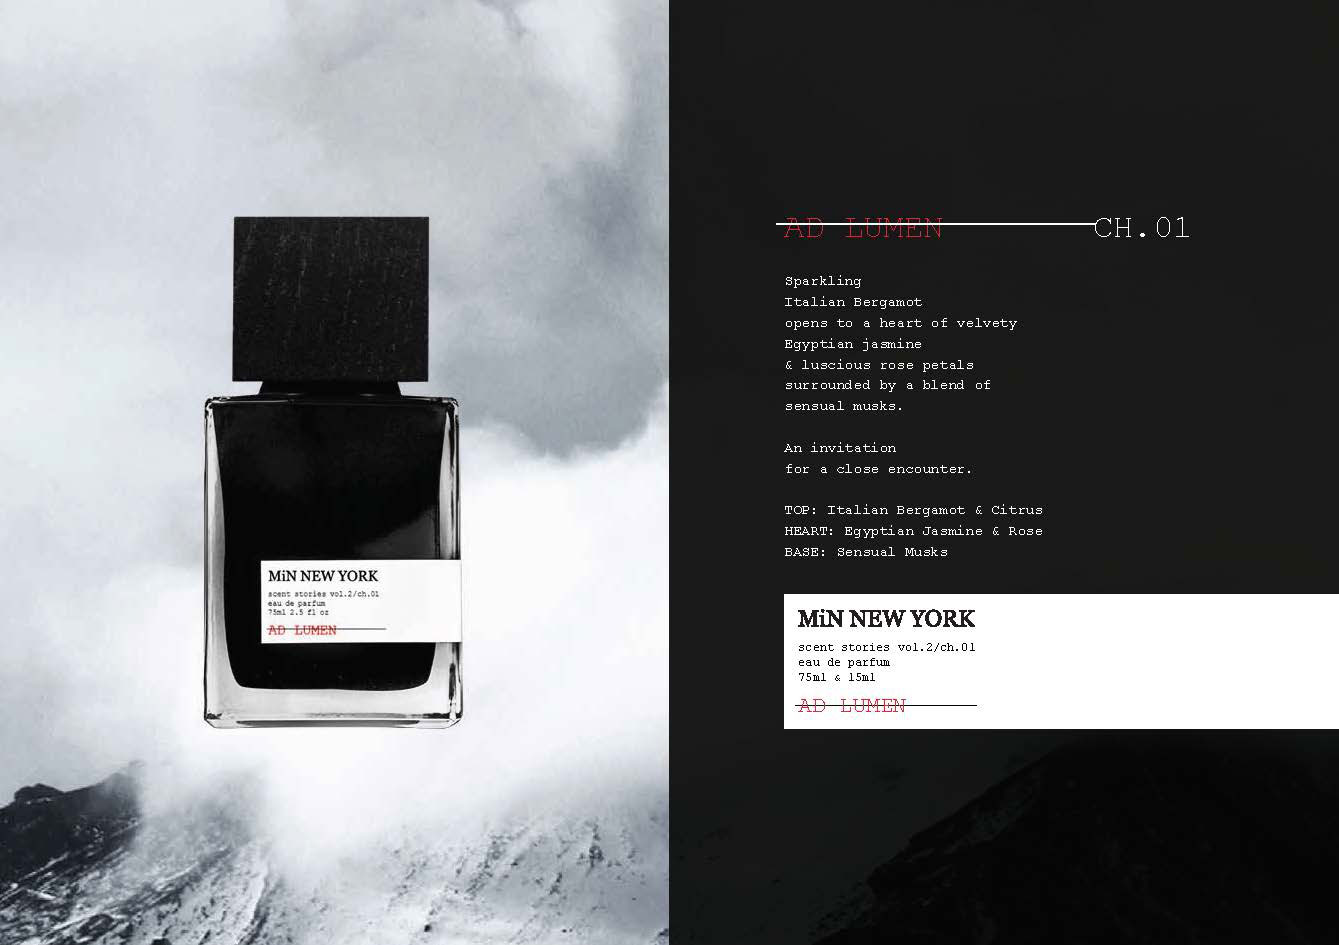 MiN NEW YORK
scent stories vol.2/ch.01
eau de parfum
75ml 2.5 fl oz
AD LUMEN
AD LUMEN CH.01
Sparkling
Italian Bergamot
opens to a heart of velvety
Egyptian jasmine
& luscious rose petals
surrounded by a blend of
sensual musks.
An invitation
for a close encounter.
TOP: Italian Bergamot & Citrus
HEART: Egyptian Jasmine & Rose
BASE: Sensual Musks
MiN NEW YORK
scent stories vol.2/ch.01
eau de parfum
75ml & 15ml
AD LUMEN